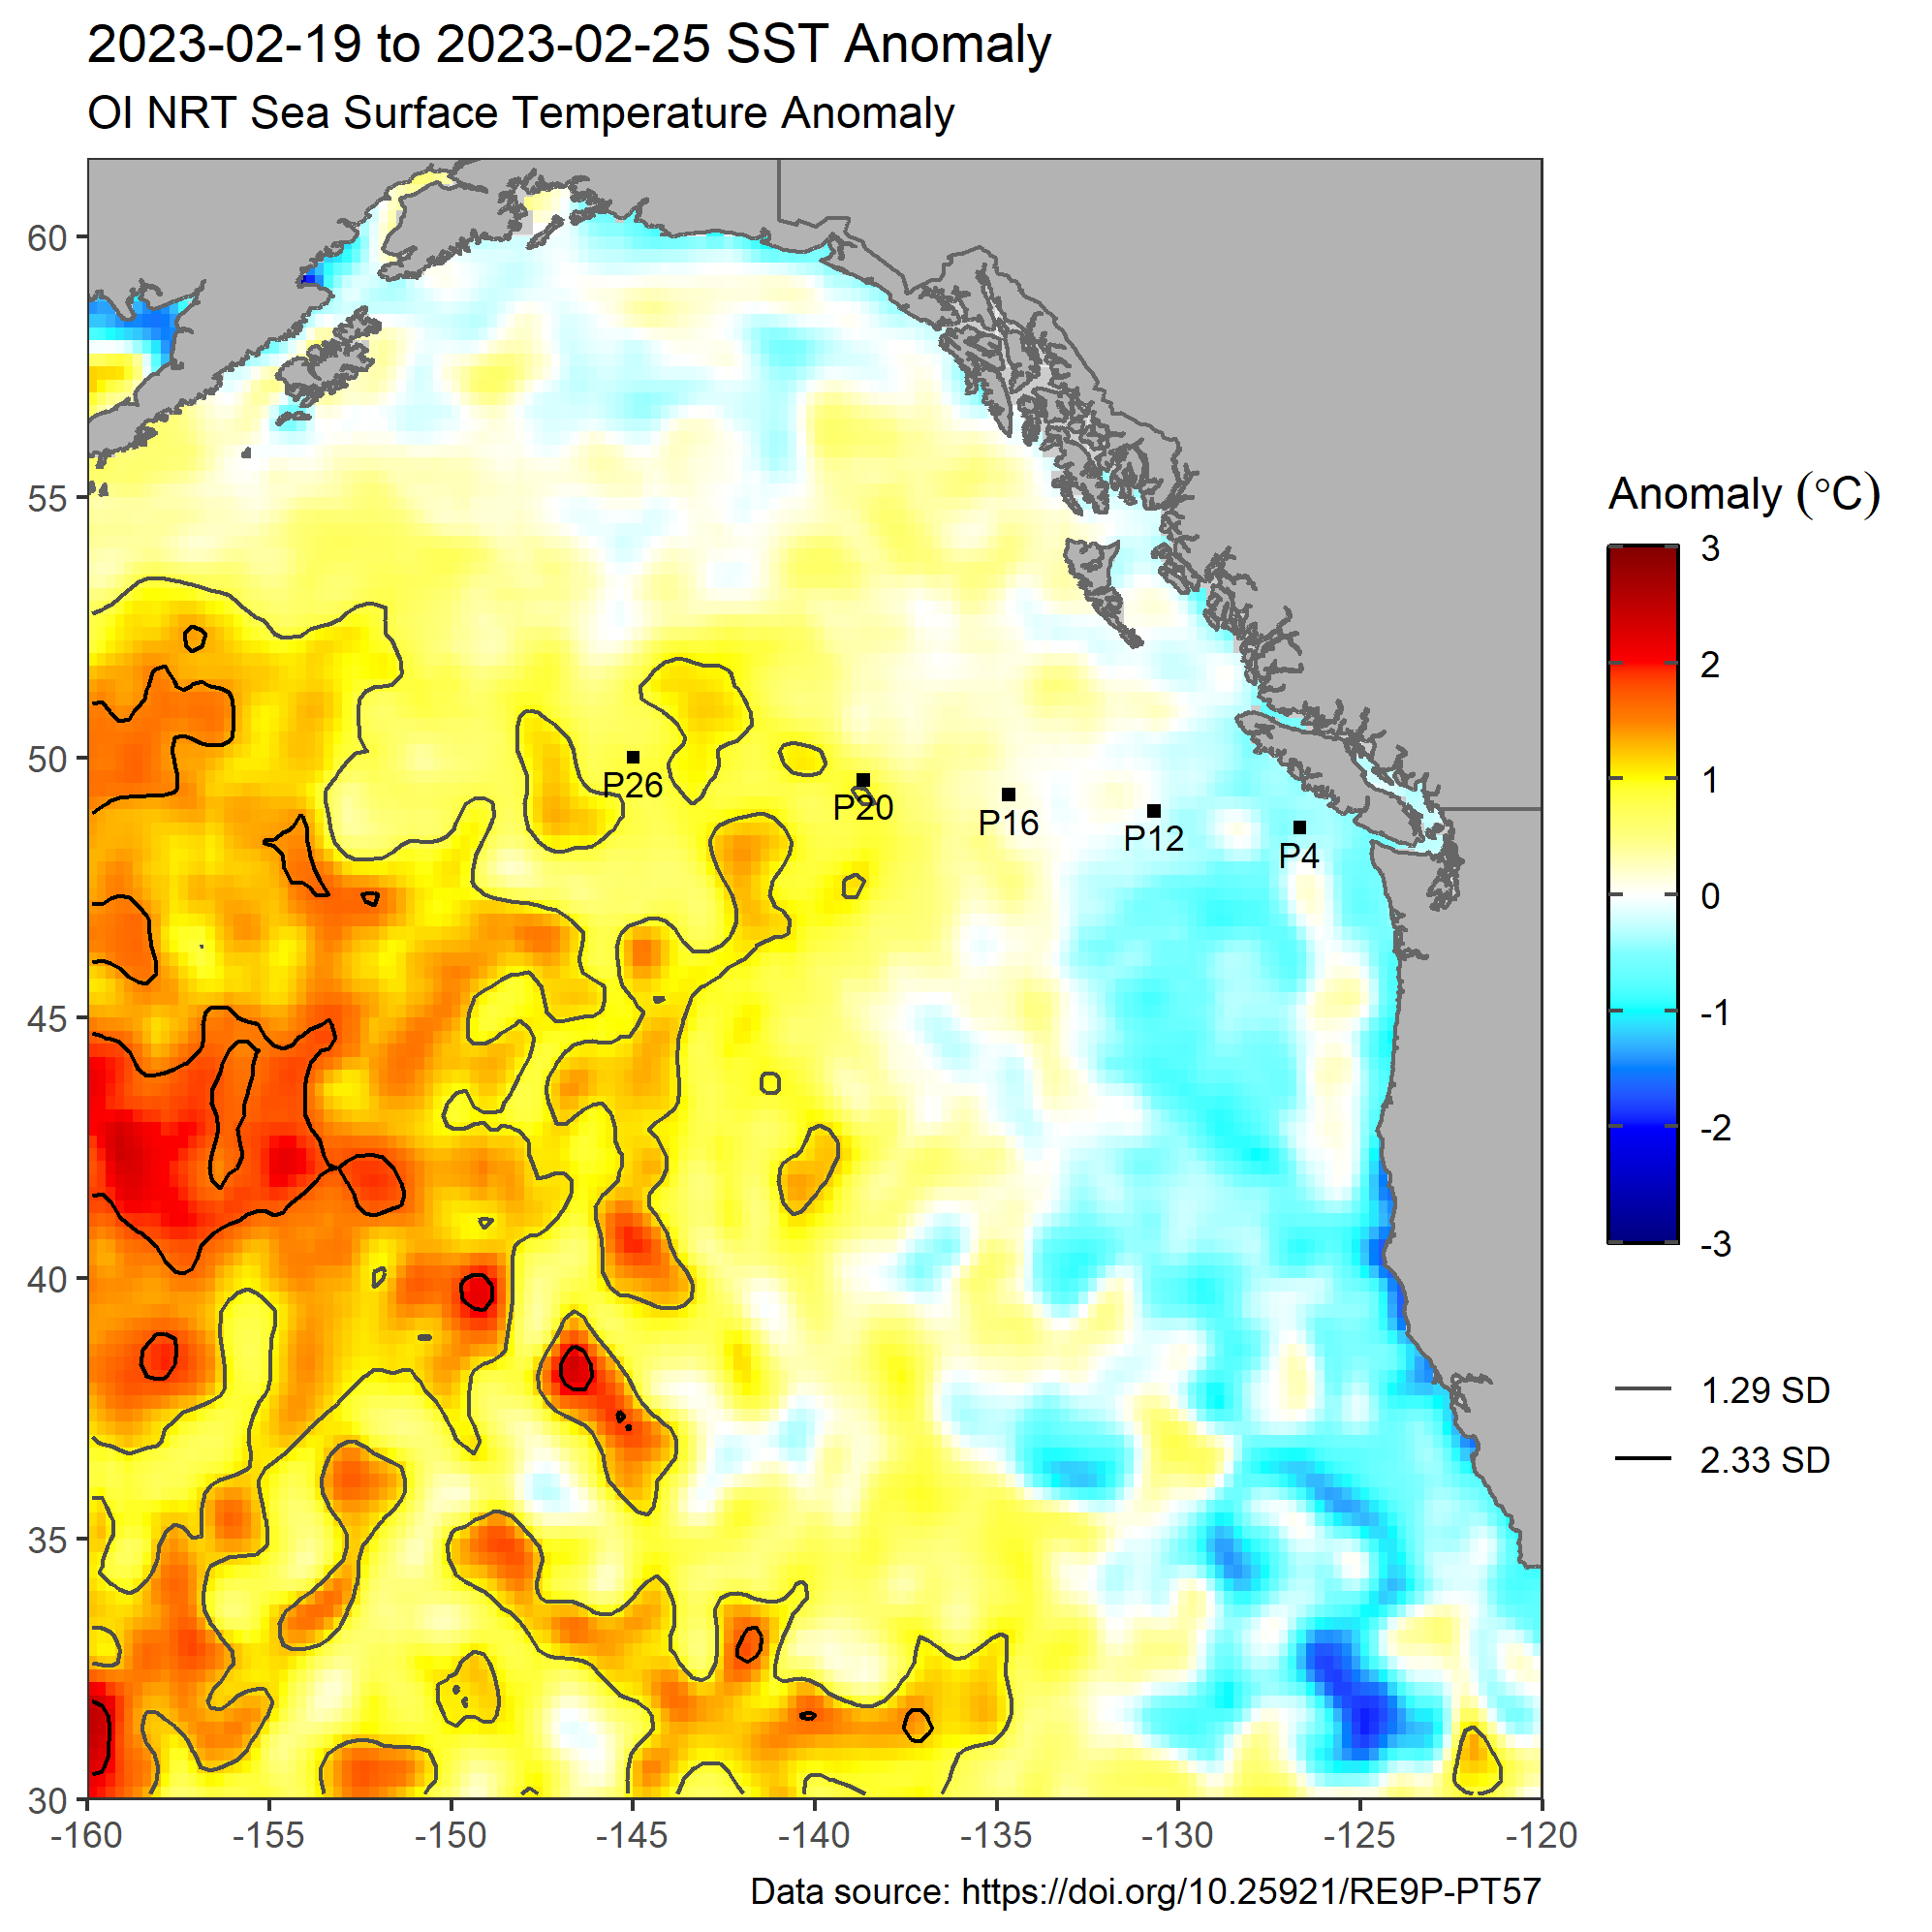 2023-02-19 to 2023-02-25 SST Anomaly
OI NRT Sea Surface Temperature Anomaly
60
55
50
45
40
35
30
-160
-155
-150
-145
-140
-135
-130
-125
-120
P26
P20
P16
P12
P4
Anomaly (°C)
3
2
1
0
-1
-2
-3
1.29 SD
2.33 SD
Data source: https://doi.org/10.25921/RE9P-PT57